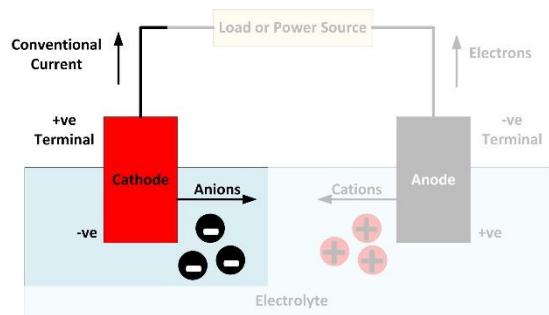 Load or Power Source
Conventional
Current
Electrons
+ve
Terminal
-ve
Terminal
Cathode
Anode
Anions
Cations
-ve
+ve
Electrolyte